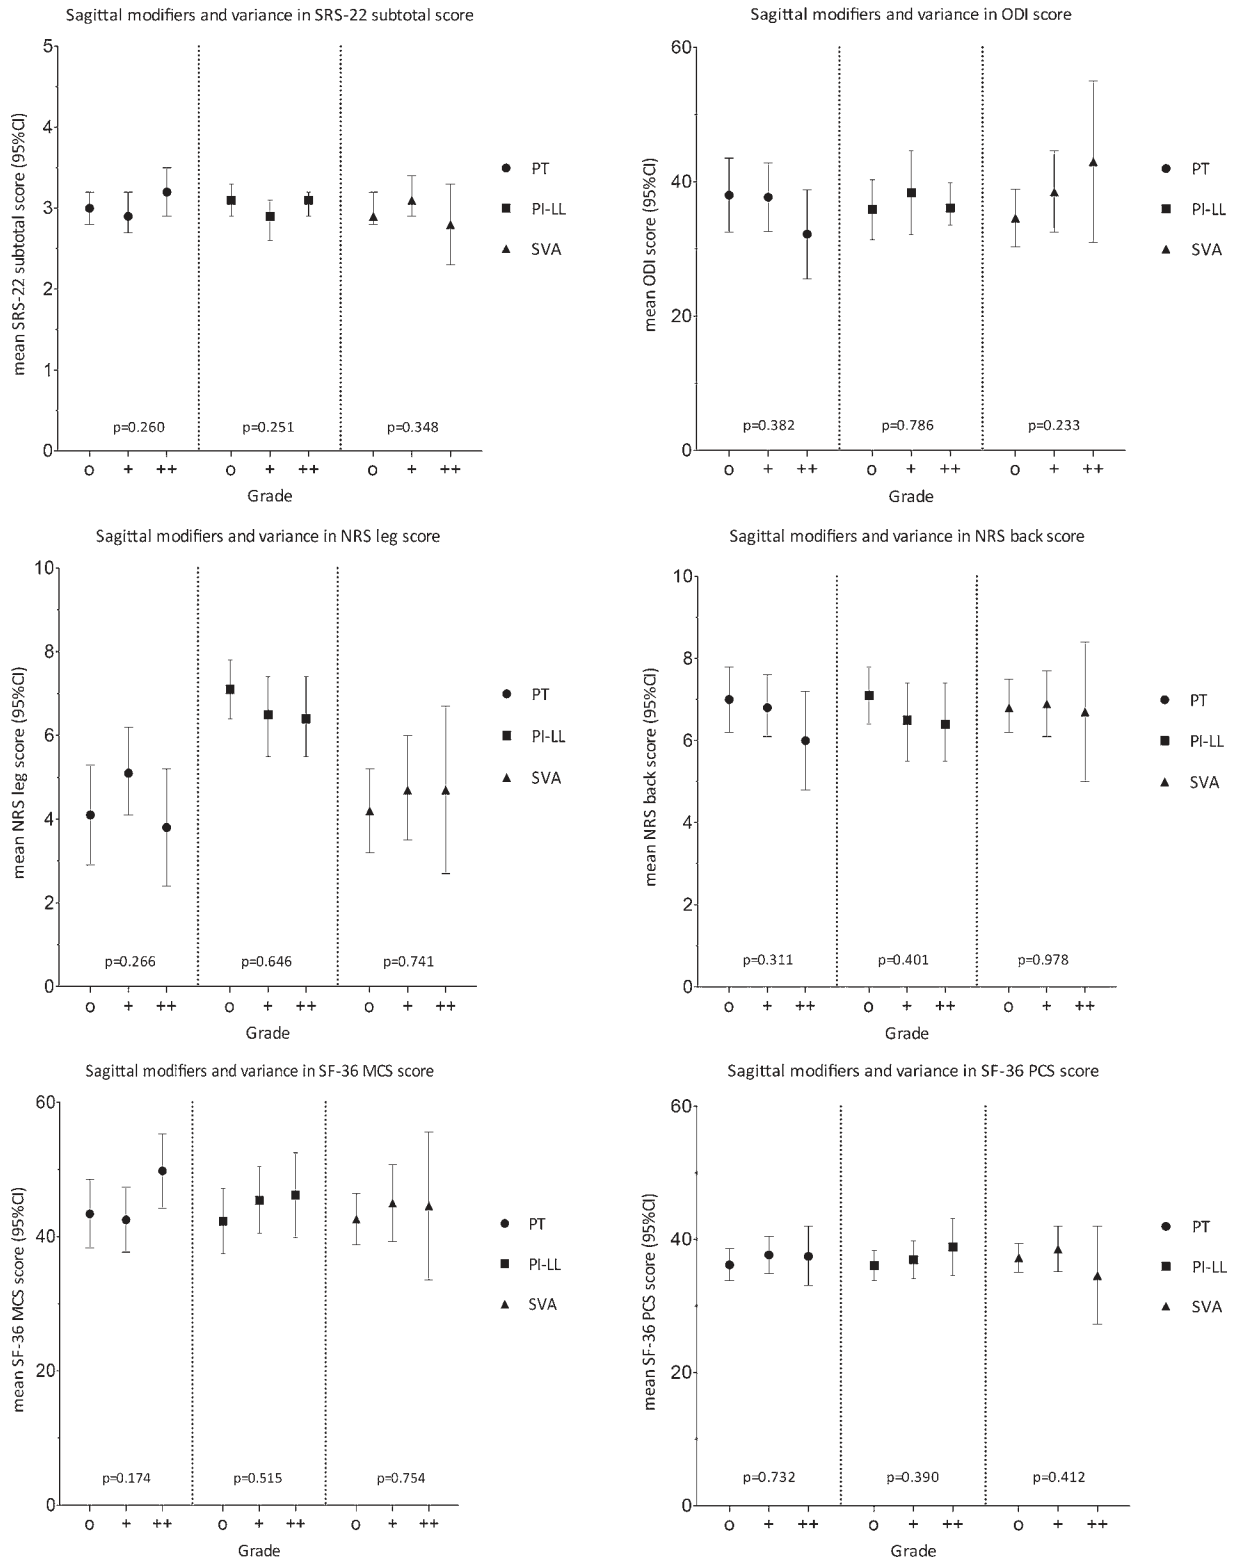 Sagittal modifiers and variance in SRS-22 subtotal score
mean SRS-22 subtotal score (95%CI)
5
4
3
2
1
0
p=0.260 p=0.251 p=0.348
o + ++ o + ++ o + ++
Grade
PT
PI-LL
SVA
Sagittal modifiers and variance in ODI score
mean ODI score (95%CI)
60
40
20
0
p=0.382 p=0.786 p=0.233
o + ++ o + ++ o + ++
Grade
PT
PI-LL
SVA
Sagittal modifiers and variance in NRS leg score
mean NRS leg score (95%CI)
10
8
6
4
2
0
p=0.266 p=0.646 p=0.741
o + ++ o + ++ o + ++
Grade
PT
PI-LL
SVA
Sagittal modifiers and variance in NRS back score
mean NRS back score (95%CI)
10
8
6
4
2
0
p=0.311 p=0.401 p=0.978
o + ++ o + ++ o + ++
Grade
PT
PI-LL
SVA
Sagittal modifiers and variance in SF-36 MCS score
mean SF-36 MCS score (95%CI)
60
40
20
0
p=0.174 p=0.515 p=0.754
o + ++ o + ++ o + ++
Grade
PT
PI-LL
SVA
Sagittal modifiers and variance in SF-36 PCS score
mean SF-36 PCS score (95%CI)
60
40
20
0
p=0.732 p=0.390 p=0.412
o + ++ o + ++ o + ++
Grade
PT
PI-LL
SVA